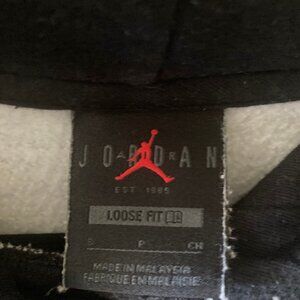 JORDAN
EST 1985
LOOSE FIT
S P CH
MADE IN MALAYSIA
FABRIQUÉ EN MALAISIE